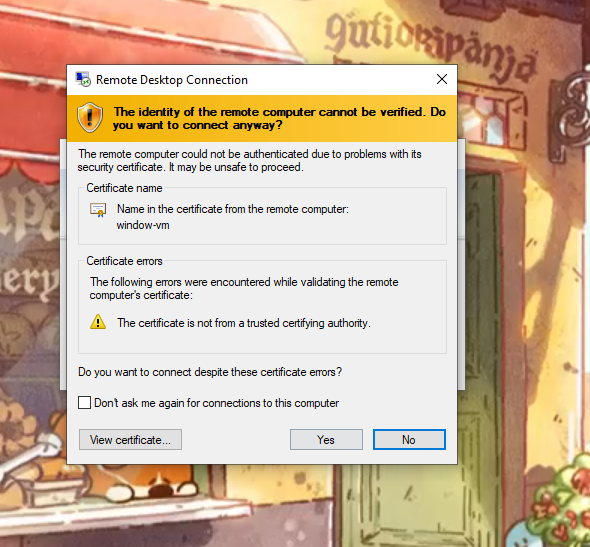 gutiokipanja
Remote Desktop Connection
The identity of the remote computer cannot be verified. Do
you want to connect anyway?
The remote computer could not be authenticated due to problems with its
security certificate. It may be unsafe to proceed.
Certificate name
Name in the certificate from the remote computer:
window-vm
Certificate errors
The following errors were encountered while validating the remote
computer's certificate:
The certificate is not from a trusted certifying authority.
Do you want to connect despite these certificate errors?
Don't ask me again for connections to this computer
View certificate...
Yes
No